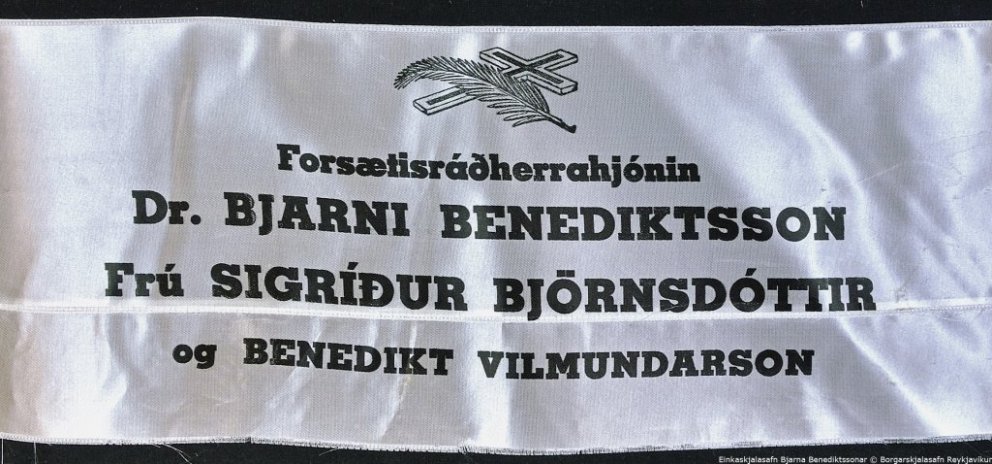 Forsætisráðherrahjónin
Dr. BJARNI BENEDIKTSSON
Frú SIGRÍÐUR BJÖRNSDÓTTIR
og BENEDIKT VILMUNDARSON
Einkaskjalasafn Bjarna Benediktssonar © Borgarskjalasafn Reykjavíkur